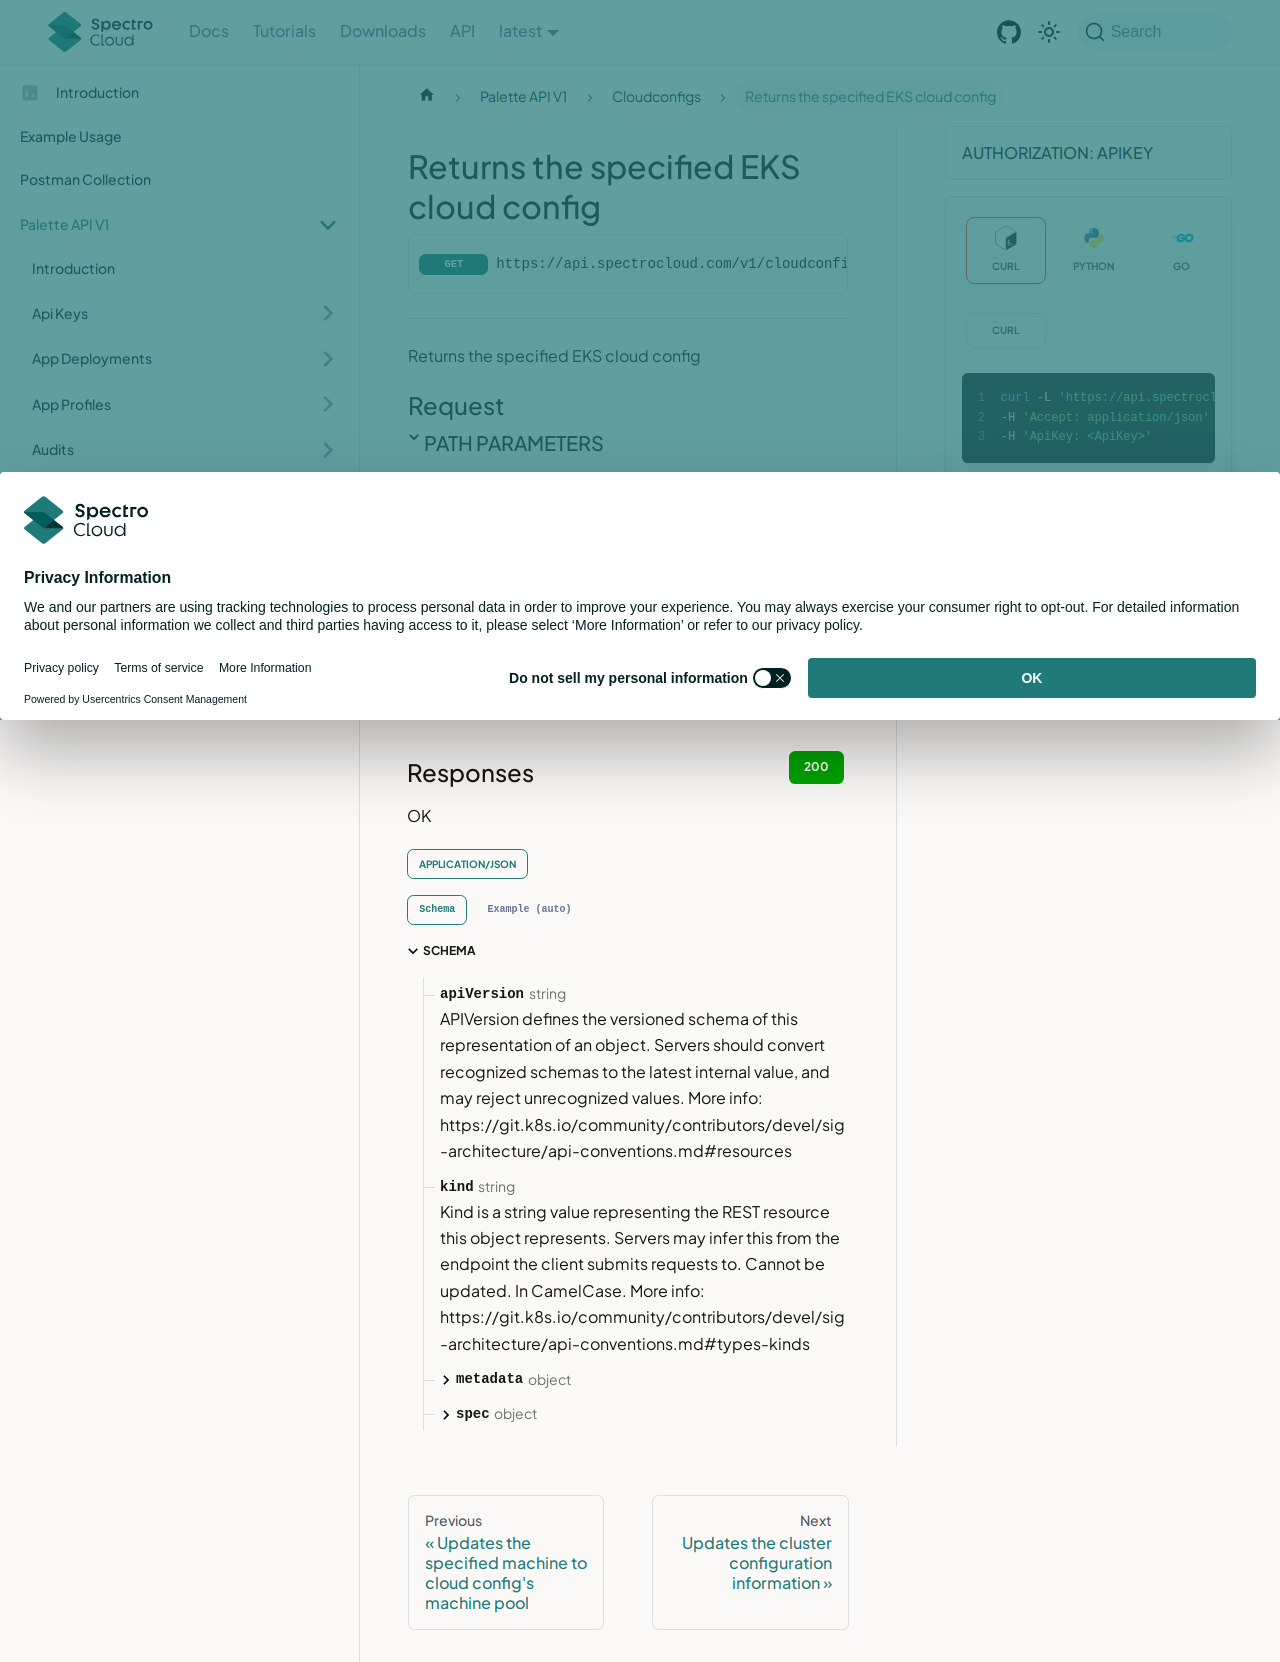 Spectro Cloud
Docs
Tutorials
Downloads
API
latest
Search
Introduction
Example Usage
Postman Collection
Palette API V1
Introduction
Api Keys
App Deployments
App Profiles
Audits
Palette API V1
Cloudconfigs
Returns the specified EKS cloud config
Returns the specified EKS
cloud config
GET
https://api.spectrocloud.com/v1/cloudconfi
Returns the specified EKS cloud config
Request
PATH PARAMETERS
AUTHORIZATION: APIKEY
CURL
PYTHON
GO
CURL
1 curl -L 'https://api.spectrocl
2 -H 'Accept: application/json'
3 -H 'ApiKey: <ApiKey>'
Spectro Cloud
Privacy Information
We and our partners are using tracking technologies to process personal data in order to improve your experience. You may always exercise your consumer right to opt-out. For detailed information
about personal information we collect and third parties having access to it, please select ‘More Information’ or refer to our privacy policy.
Privacy policy
Terms of service
More Information
Powered by Usercentrics Consent Management
Do not sell my personal information
OK
Responses
200
OK
APPLICATION/JSON
Schema
Example (auto)
SCHEMA
apiVersion string
APIVersion defines the versioned schema of this
representation of an object. Servers should convert
recognized schemas to the latest internal value, and
may reject unrecognized values. More info:
https://git.k8s.io/community/contributors/devel/sig
-architecture/api-conventions.md#resources
kind string
Kind is a string value representing the REST resource
this object represents. Servers may infer this from the
endpoint the client submits requests to. Cannot be
updated. In CamelCase. More info:
https://git.k8s.io/community/contributors/devel/sig
-architecture/api-conventions.md#types-kinds
metadata object
spec object
Previous
« Updates the
specified machine to
cloud config's
machine pool
Next
Updates the cluster
configuration
information »